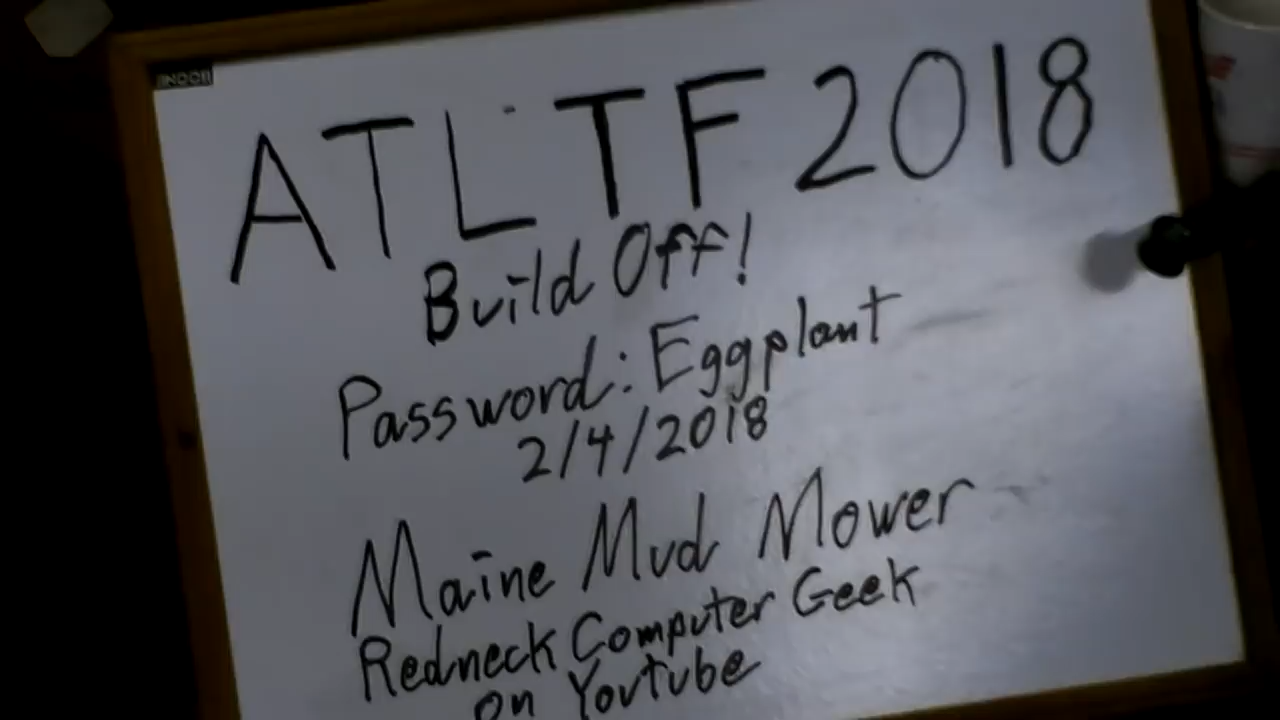 ATLTF 2018
Build Off!
Password: Eggplant
2/4/2018
Maine Mud Mower
Redneck Computer Geek
on Youtube